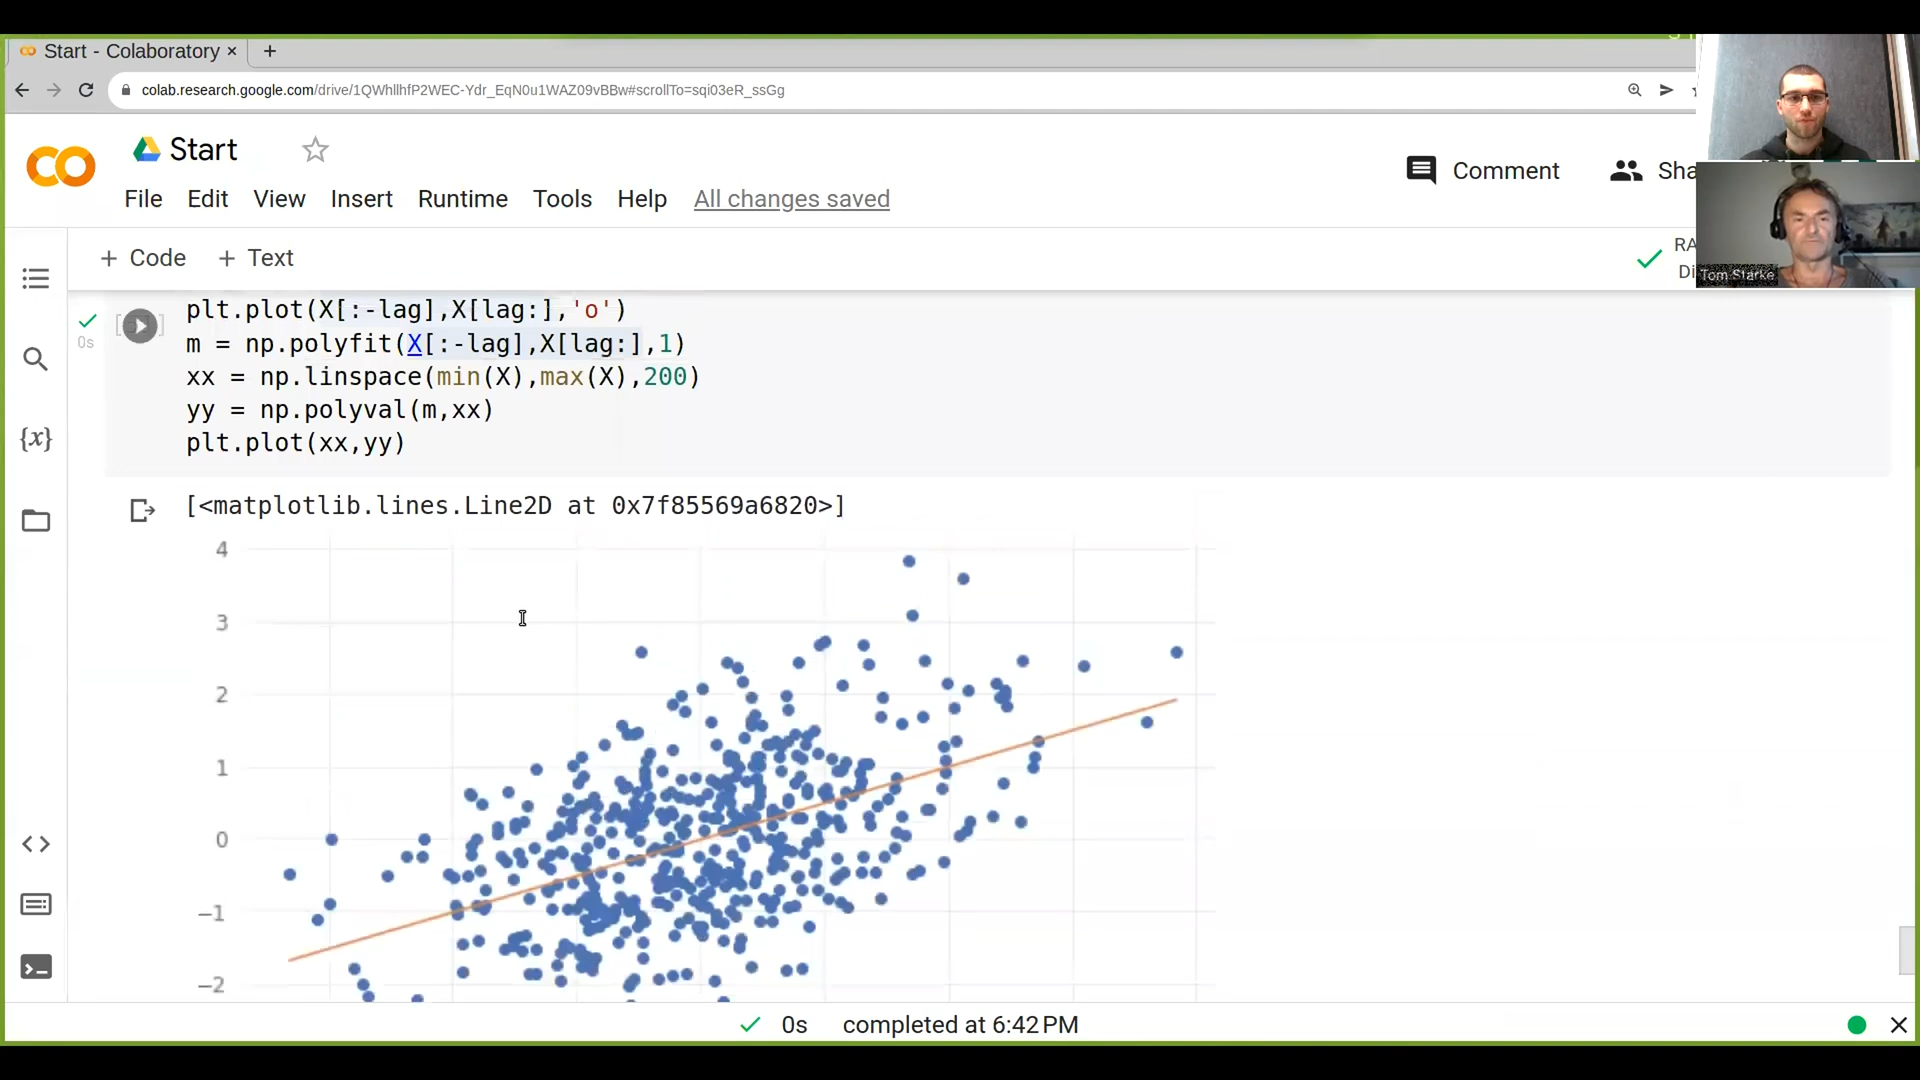 Start - Colaboratory × +
colab.research.google.com/drive/1QWhllhfP2WEC-Ydr_EqN0u1WAZ09vBBw#scrollTo=sqi03eR_ssGg
Start
Comment
Sha
File Edit View Insert Runtime Tools Help All changes saved
+ Code + Text
RA
Di
Tom Starke
plt.plot(X[:-lag],X[lag:],'o')
m = np.polyfit(X[:-lag],X[lag:],1)
xx = np.linspace(min(X),max(X),200)
yy = np.polyval(m,xx)
plt.plot(xx,yy)
0s
{x}
[<matplotlib.lines.Line2D at 0x7f85569a6820>]
4
3
2
1
0
−1
−2
0s completed at 6:42 PM